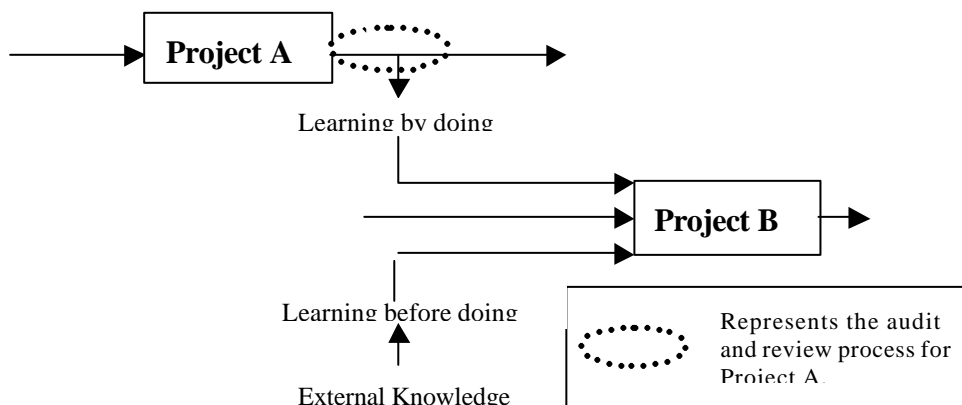 Project A
Learning by doing
Project B
Learning before doing
External Knowledge
Represents the audit
and review process for
Project A.